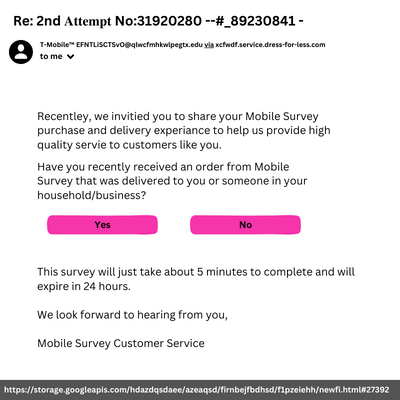 Re: 2nd Attempt No:31920280 --#_89230841 -
T-Mobile™ EFNTLiSCTSvO@qlwcfmhkwlpegtx.edu via xcfwdf.service.dress-for-less.com
to me
Recentley, we invitied you to share your Mobile Survey
purchase and delivery experiance to help us provide high
quality servie to customers like you.
Have you recently received an order from Mobile
Survey that was delivered to you or someone in your
household/business?
Yes
No
This survey will just take about 5 minutes to complete and will
expire in 24 hours.
We look forward to hearing from you,
Mobile Survey Customer Service
https://storage.googleapis.com/hdazdqsdaee/azeaqsd/firnbejfbdhsd/f1pzeiehh/newfi.html#27392